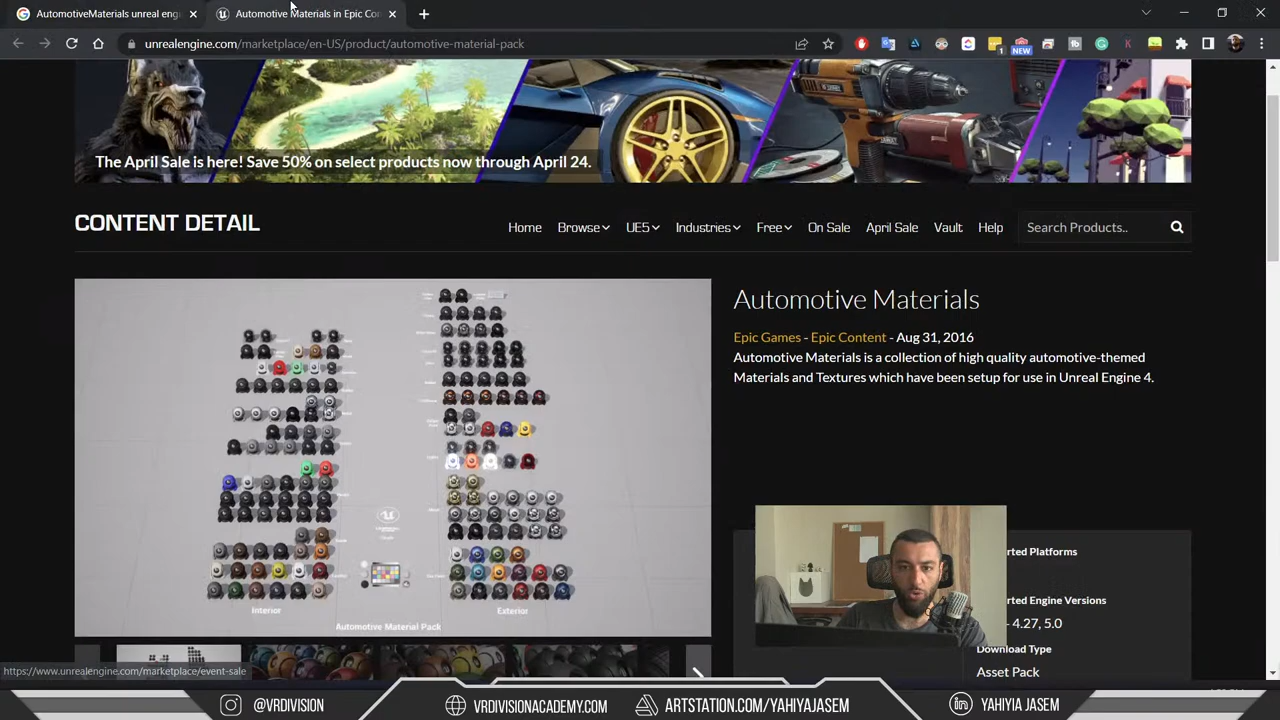 AutomotiveMaterials unreal eng
Automotive Materials in Epic Con
unrealengine.com/marketplace/en-US/product/automotive-material-pack
1
NEW
The April Sale is here! Save 50% on select products now through April 24.
CONTENT DETAIL
Home Browse UE5 Industries Free On Sale April Sale Vault Help Search Products..
Automotive Materials
Epic Games - Epic Content - Aug 31, 2016
Automotive Materials is a collection of high quality automotive-themed
Materials and Textures which have been setup for use in Unreal Engine 4.
Interior
Exterior
Automotive Material Pack
rted Platforms
rted Engine Versions
- 4.27, 5.0
Download Type
Asset Pack
https://www.unrealengine.com/marketplace/event-sale
@VRDIVISION VRDIVISIONACADEMY.COM ARTSTATION.COM/YAHIYAJASEM YAHIYIA JASEM